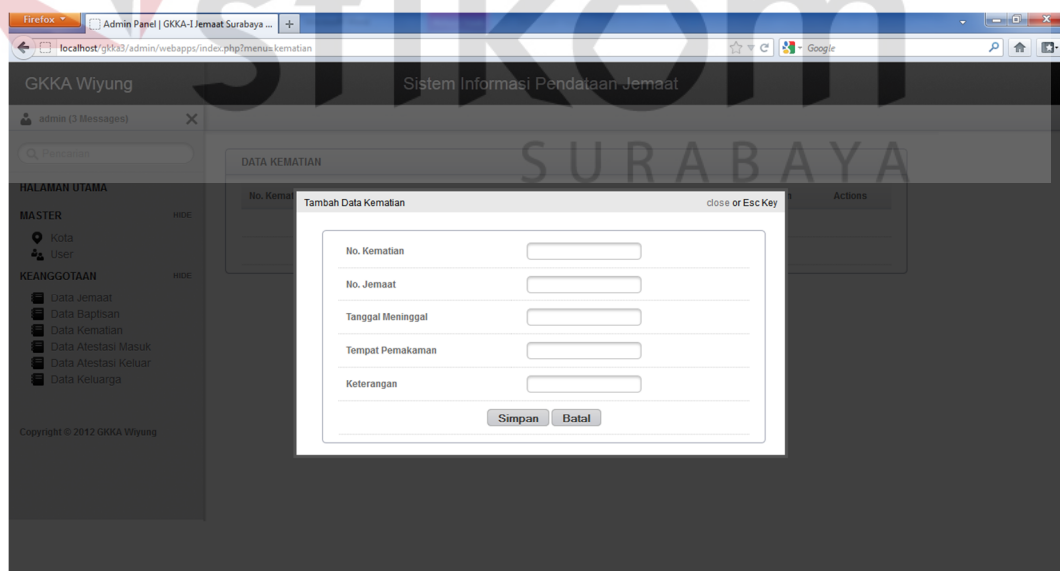 Firefox
Admin Panel | GKKA-I Jemaat Surabaya ...
localhost/gkka3/admin/webapps/index.php?menu=kematian
Google
GKKA Wiyung
Sistem Informasi Pendataan Jemaat
admin (3 Messages)
Pencarian
STIKOM
SURABAYA
DATA KEMATIAN
HALAMAN UTAMA
No. Kemat
Actions
MASTER HIDE
Kota
User
KEANGGOTAAN HIDE
Data Jemaat
Data Baptisan
Data Kematian
Data Atestasi Masuk
Data Atestasi Keluar
Data Keluarga
Copyright © 2012 GKKA Wiyung
Tambah Data Kematian
close or Esc Key
No. Kematian
No. Jemaat
Tanggal Meninggal
Tempat Pemakaman
Keterangan
Simpan Batal